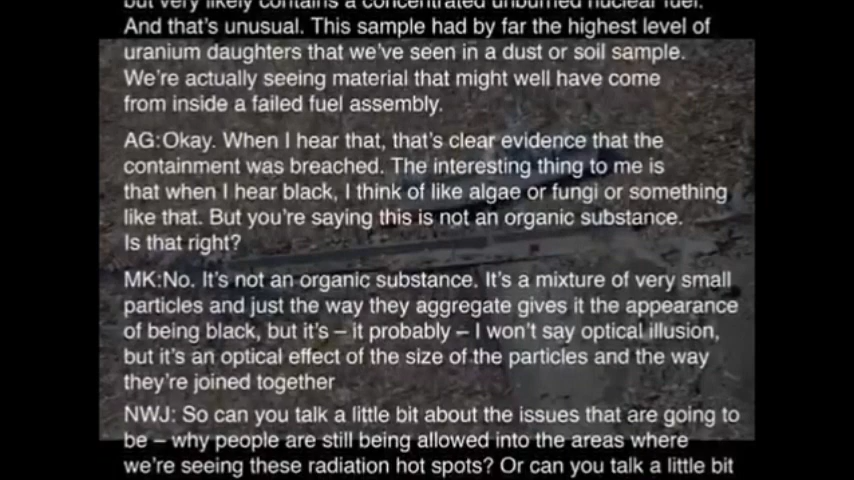 but very likely contains a concentrated unburned nuclear fuel.
And that's unusual. This sample had by far the highest level of
uranium daughters that we've seen in a dust or soil sample.
We're actually seeing material that might well have come
from inside a failed fuel assembly.
AG:Okay. When I hear that, that's clear evidence that the
containment was breached. The interesting thing to me is
that when I hear black, I think of like algae or fungi or something
like that. But you're saying this is not an organic substance.
Is that right?
MK:No. It's not an organic substance. It's a mixture of very small
particles and just the way they aggregate gives it the appearance
of being black, but it's – it probably – I won't say optical illusion,
but it's an optical effect of the size of the particles and the way
they're joined together
NWJ: So can you talk a little bit about the issues that are going to
be – why people are still being allowed into the areas where
we're seeing these radiation hot spots? Or can you talk a little bit